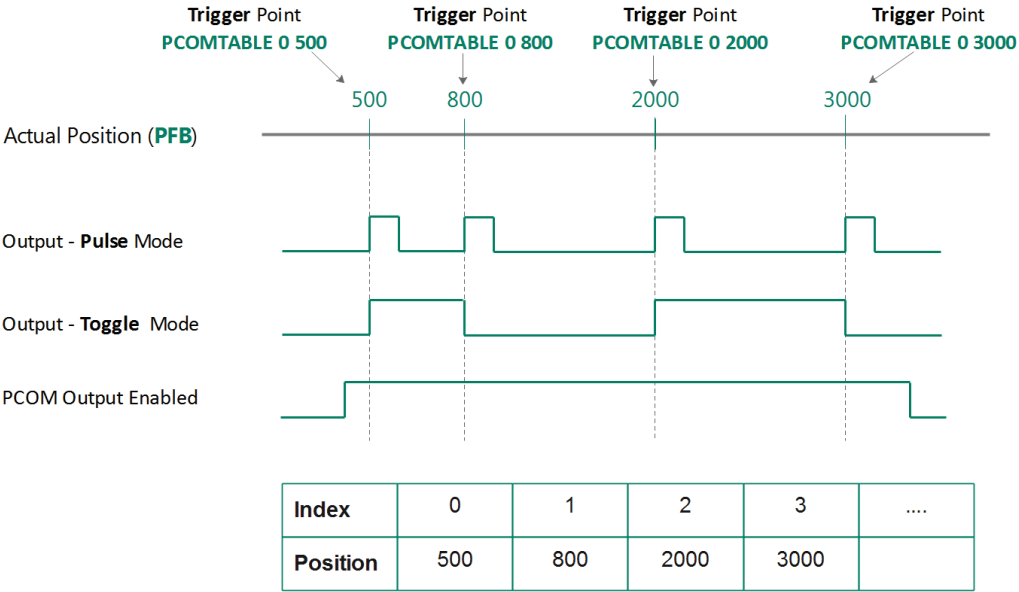 Trigger Point Trigger Point Trigger Point Trigger Point
PCOMTABLE 0 500 PCOMTABLE 0 800 PCOMTABLE 0 2000 PCOMTABLE 0 3000
500 800 2000 3000
Actual Position (PFB)
Output - Pulse Mode
Output - Toggle Mode
PCOM Output Enabled
Index 0 1 2 3 ....
Position 500 800 2000 3000